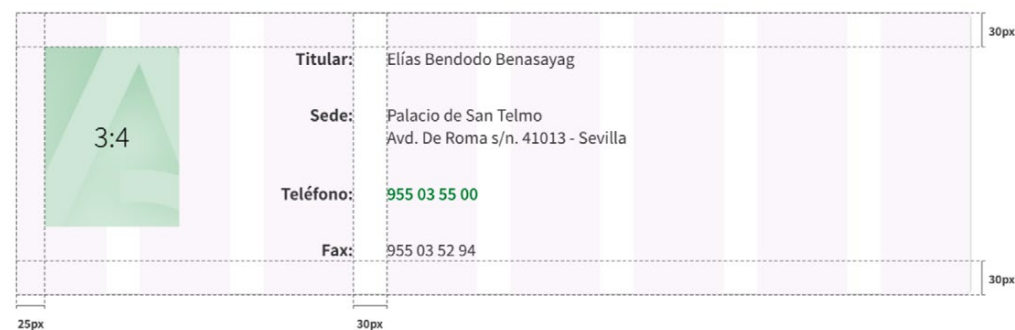 30px
Titular: Elías Bendodo Benasayag
3:4
Sede: Palacio de San Telmo
Avd. De Roma s/n. 41013 - Sevilla
Teléfono: 955 03 55 00
Fax: 955 03 52 94
30px
25px 30px